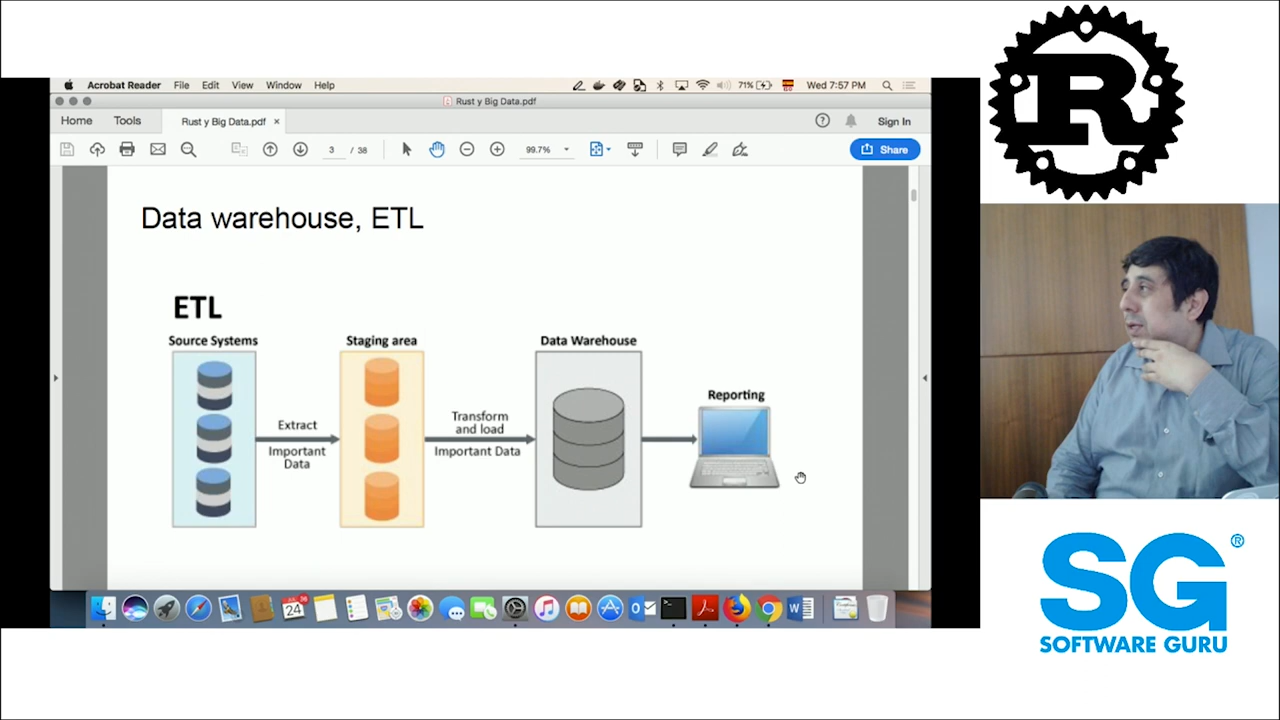 Acrobat Reader File Edit View Window Help 71% Wed 7:57 PM
Rust y Big Data.pdf
Home Tools Rust y Big Data.pdf × Sign In
3 / 38 99.7% Share
Data warehouse, ETL
ETL
Source Systems Staging area Data Warehouse
Reporting
Extract
Important
Data
Transform
and load
Important Data
24
R
SG®
SOFTWARE GURU